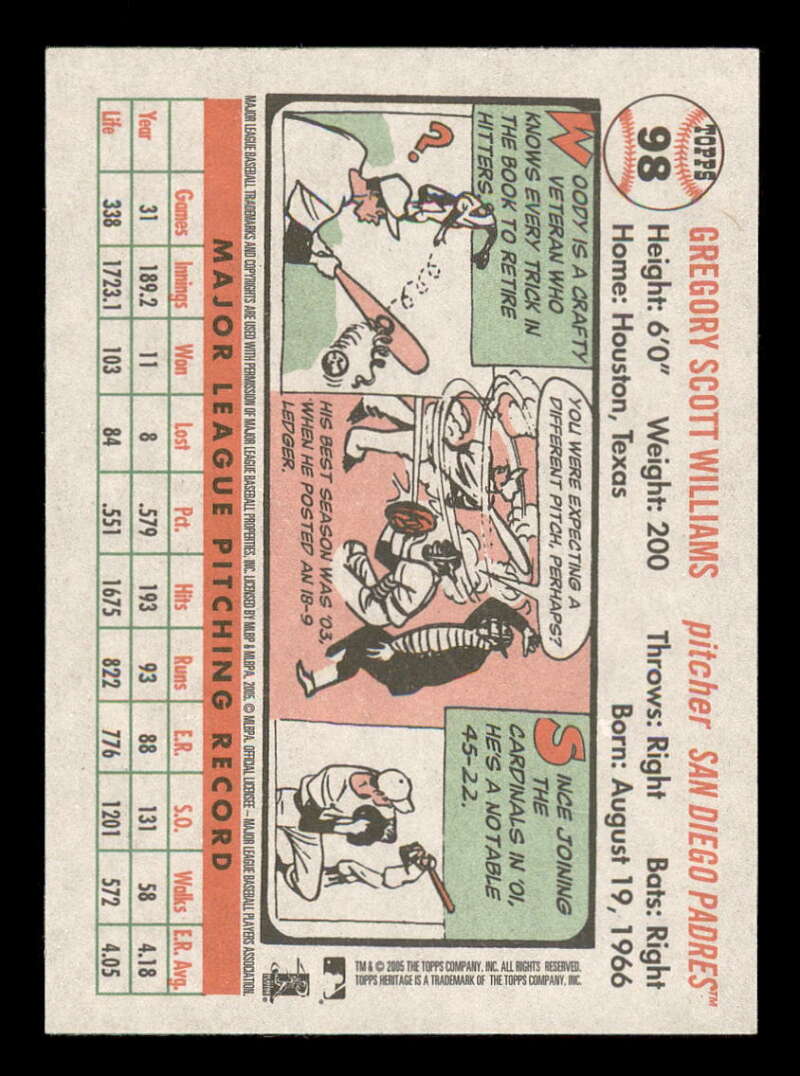 TOPPS
98
GREGORY SCOTT WILLIAMS pitcher SAN DIEGO PADRES™
Height: 6'0" Weight: 200 Throws: Right Bats: Right
Home: Houston, Texas Born: August 19, 1966
WOODY IS A CRAFTY
VETERAN WHO
KNOWS EVERY TRICK IN
THE BOOK TO RETIRE
HITTERS.
?
YOU WERE EXPECTING A
DIFFERENT PITCH, PERHAPS?
HIS BEST SEASON WAS '03,
WHEN HE POSTED AN 18-9
LEDGER.
SINCE JOINING
THE
CARDINALS IN '01,
HE'S A NOTABLE
45-22.
TM & © 2005 THE TOPPS COMPANY, INC. ALL RIGHTS RESERVED.
TOPPS HERITAGE IS A TRADEMARK OF THE TOPPS COMPANY, INC.
MAJOR LEAGUE BASEBALL TRADEMARKS AND COPYRIGHTS ARE USED WITH PERMISSION OF MAJOR LEAGUE BASEBALL PROPERTIES, INC. LICENSED BY MLBP & MLBPA, 2005. © MLBPA. OFFICIAL LICENSEE – MAJOR LEAGUE BASEBALL PLAYERS ASSOCIATION.
MAJOR LEAGUE PITCHING RECORD
Games Innings Won Lost Pct. Hits Runs E.R. S.O. Walks E.R. Avg.
Year 31 189.2 11 8 .579 193 93 88 131 58 4.18
Life 338 1723.1 103 84 .551 1675 822 776 1201 572 4.05